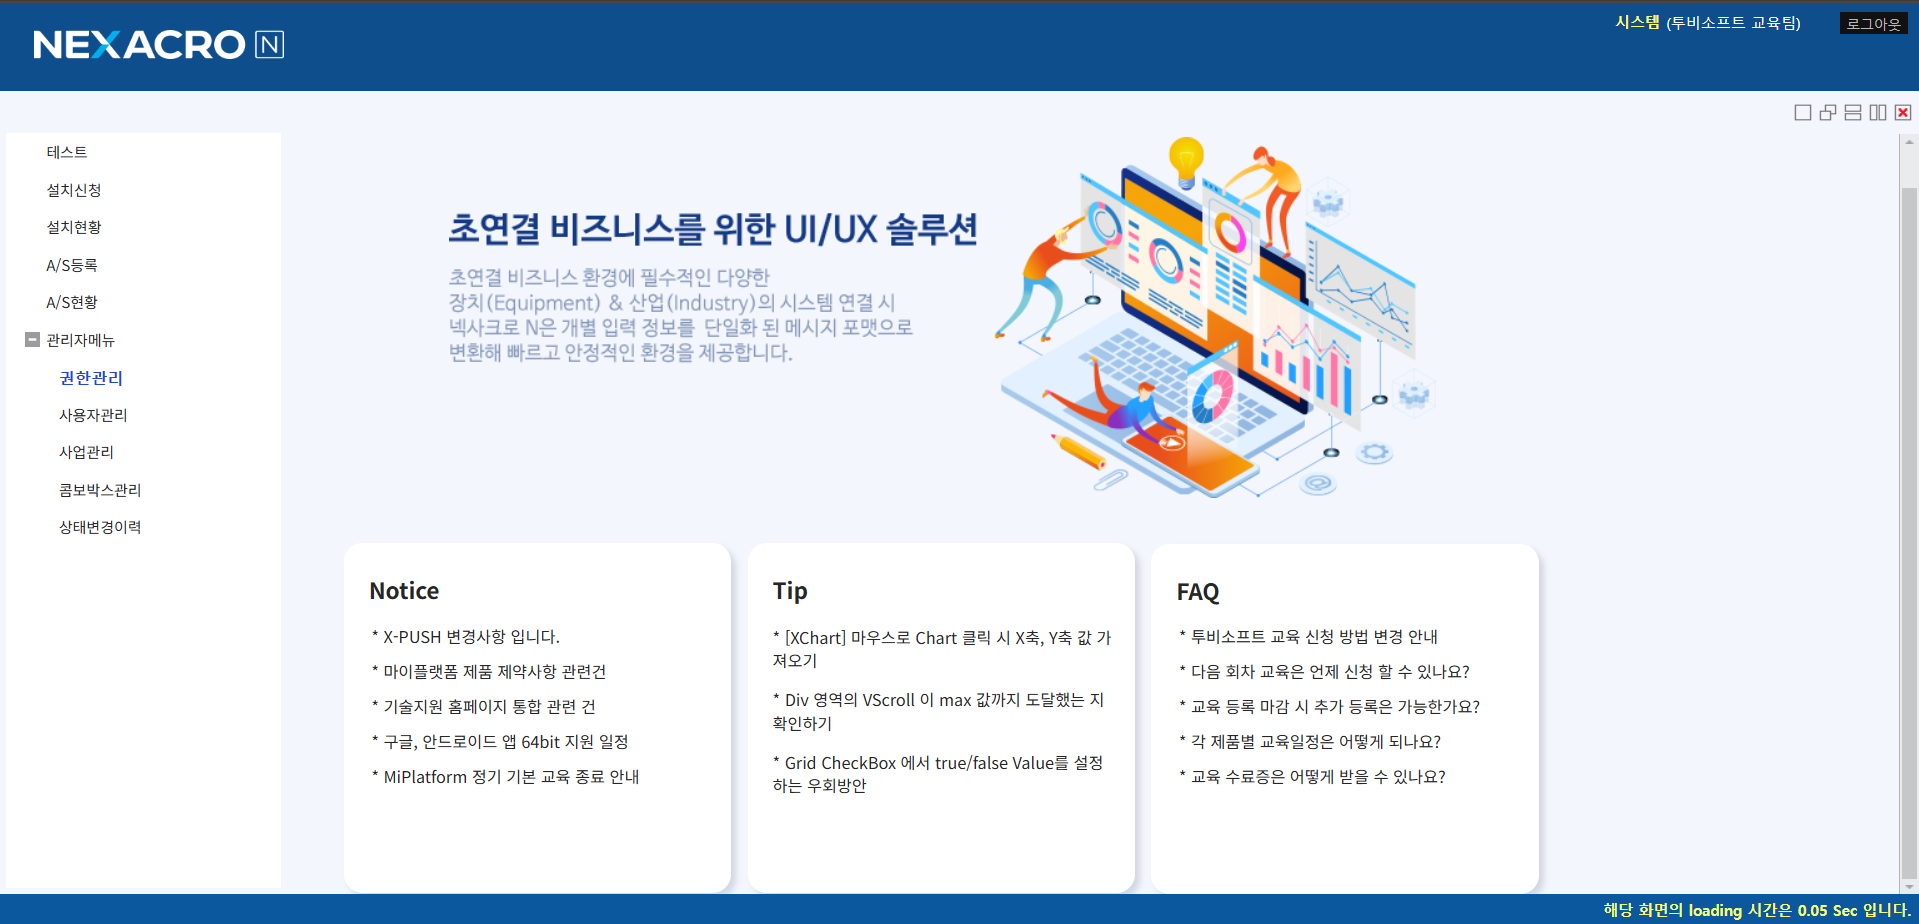 NEXACRO N
시스템 (투비소프트 교육팀)
로그아웃
테스트
설치신청
설치현황
A/S등록
A/S현황
관리자메뉴
권한관리
사용자관리
사업관리
콤보박스관리
상태변경이력
초연결 비즈니스를 위한 UI/UX 솔루션
초연결 비즈니스 환경에 필수적인 다양한
장치(Equipment) & 산업(Industry)의 시스템 연결 시
넥사크로 N은 개별 입력 정보를 단일화 된 메시지 포맷으로
변환해 빠르고 안정적인 환경을 제공합니다.
Notice
* X-PUSH 변경사항 입니다.
* 마이플랫폼 제품 제약사항 관련건
* 기술지원 홈페이지 통합 관련 건
* 구글, 안드로이드 앱 64bit 지원 일정
* MiPlatform 정기 기본 교육 종료 안내
Tip
* [XChart] 마우스로 Chart 클릭 시 X축, Y축 값 가
져오기
* Div 영역의 VScroll 이 max 값까지 도달했는 지
확인하기
* Grid CheckBox 에서 true/false Value를 설정
하는 우회방안
FAQ
* 투비소프트 교육 신청 방법 변경 안내
* 다음 회차 교육은 언제 신청 할 수 있나요?
* 교육 등록 마감 시 추가 등록은 가능한가요?
* 각 제품별 교육일정은 어떻게 되나요?
* 교육 수료증은 어떻게 받을 수 있나요?
해당 화면의 loading 시간은 0.05 Sec 입니다.